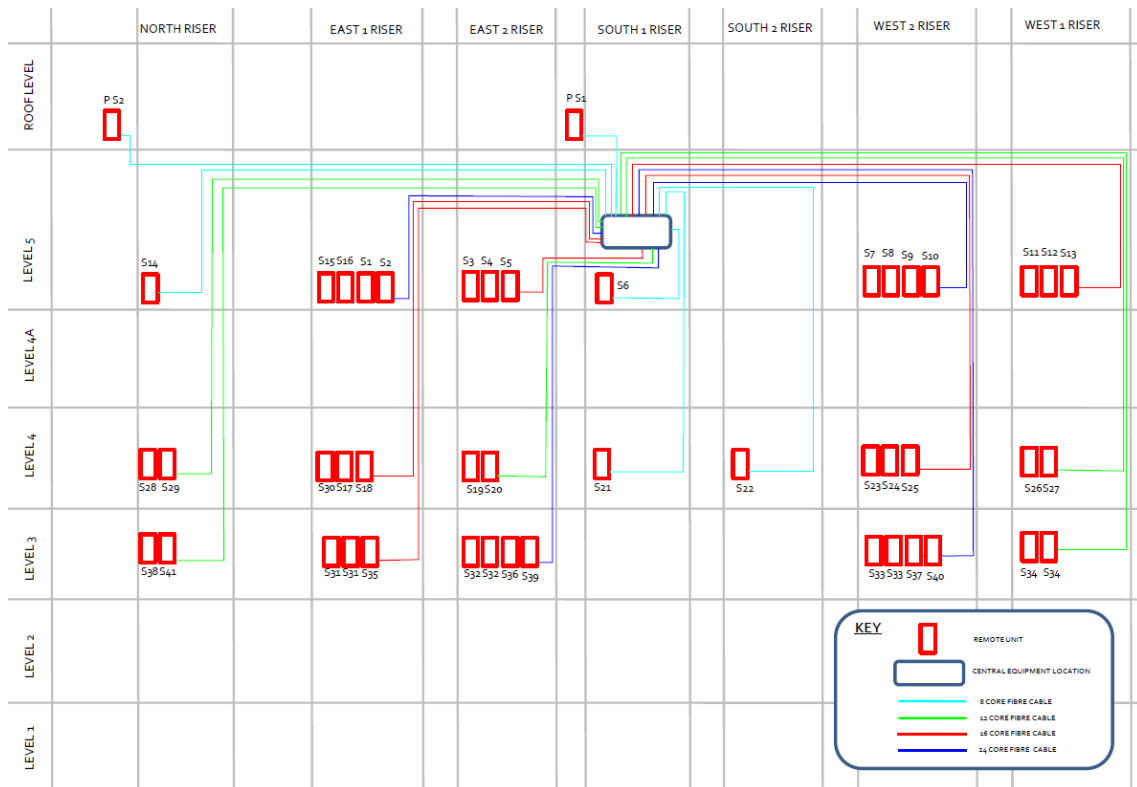 NORTH RISER EAST 1 RISER EAST 2 RISER SOUTH 1 RISER SOUTH 2 RISER WEST 2 RISER WEST 1 RISER
ROOF LEVEL
P S2 P S1
LEVEL 5
S14 S15 S16 S1 S2 S3 S4 S5 S6 S7 S8 S9 S10 S11 S12 S13
LEVEL 4A
LEVEL 4
S28 S29 S30 S17 S18 S19 S20 S21 S22 S23 S24 S25 S26 S27
LEVEL 3
S38 S41 S31 S31 S35 S32 S32 S36 S39 S33 S33 S37 S40 S34 S34
LEVEL 2
LEVEL 1
KEY
REMOTE UNIT
CENTRAL EQUIPMENT LOCATION
8 CORE FIBRE CABLE
12 CORE FIBRE CABLE
16 CORE FIBRE CABLE
24 CORE FIBRE CABLE